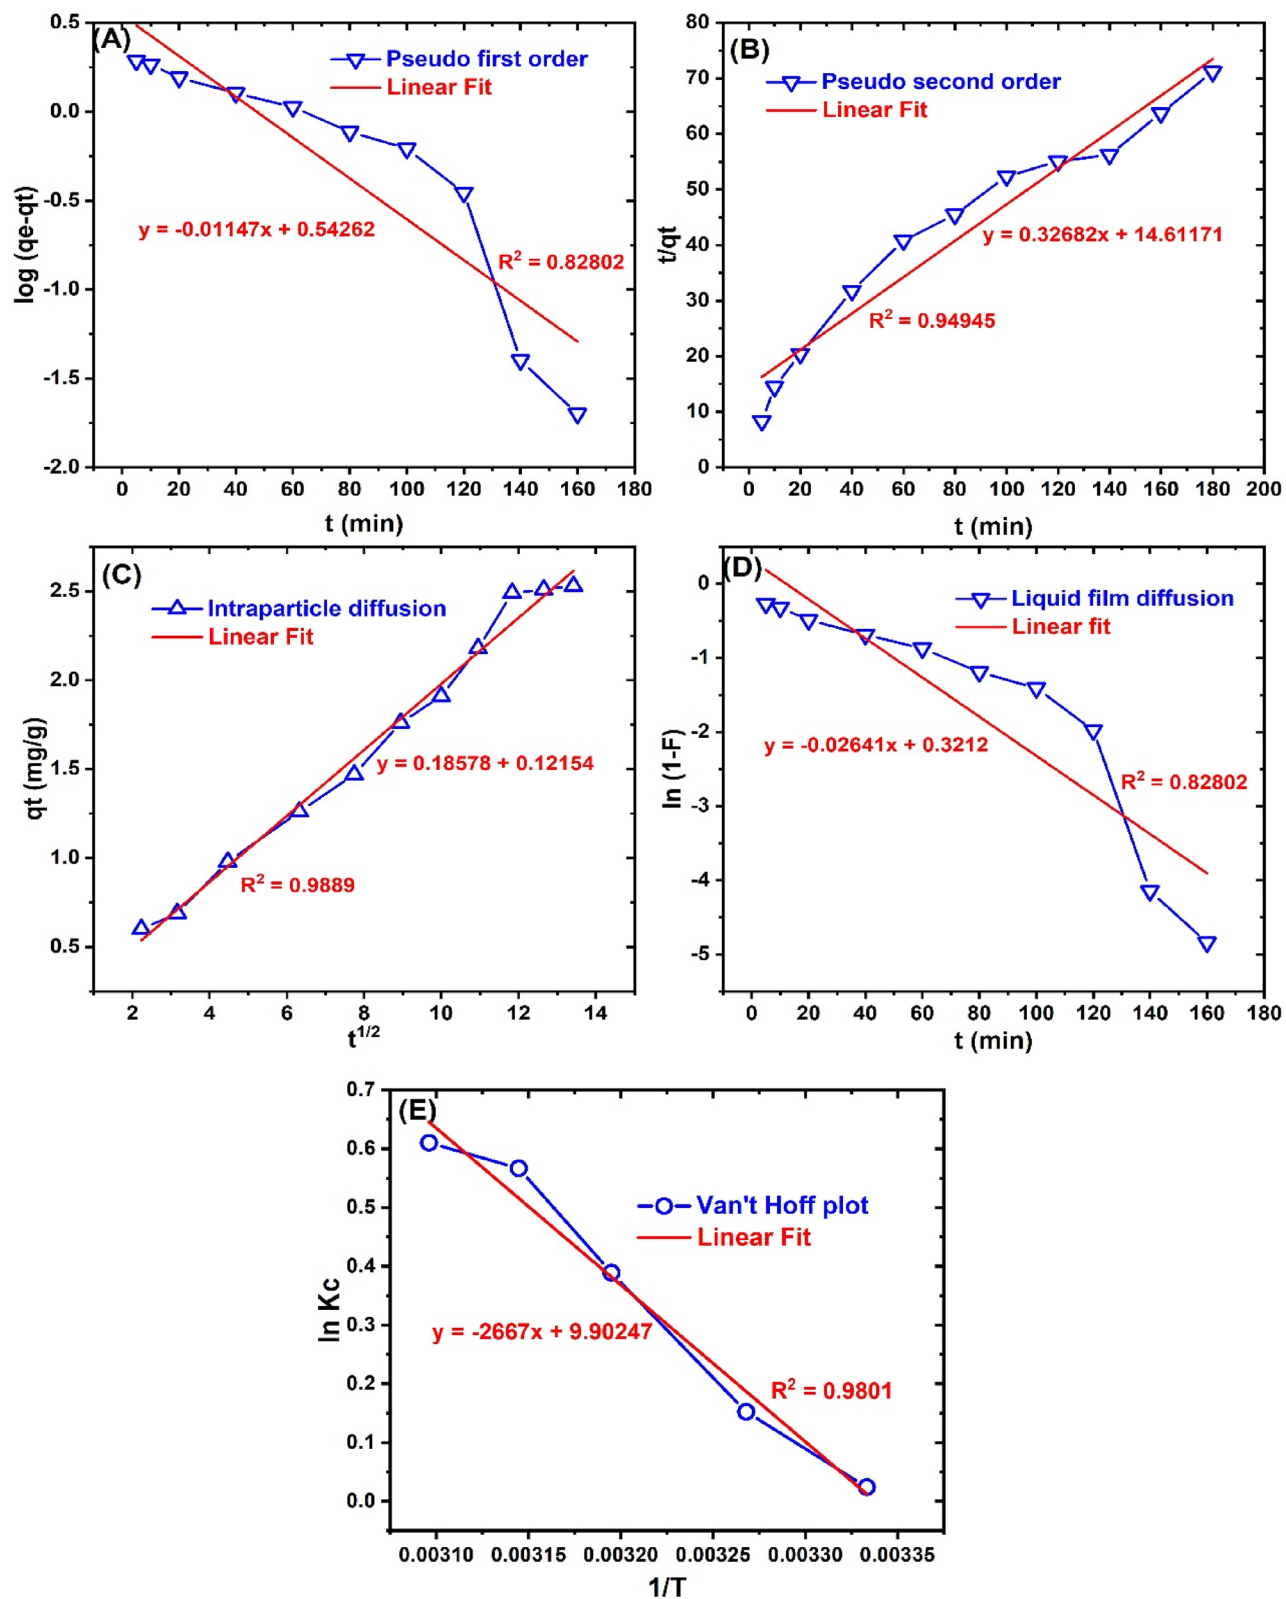 (A)
Pseudo first order
Linear Fit
y = -0.01147x + 0.54262
R² = 0.82802
log (qe-qt)
0.5
0.0
-0.5
-1.0
-1.5
-2.0
0 20 40 60 80 100 120 140 160 180
t (min)
(B)
Pseudo second order
Linear Fit
y = 0.32682x + 14.61171
R² = 0.94945
t/qt
80
70
60
50
40
30
20
10
0
0 20 40 60 80 100 120 140 160 180 200
t (min)
(C)
Intraparticle diffusion
Linear Fit
y = 0.18578 + 0.12154
R² = 0.9889
qt (mg/g)
2.5
2.0
1.5
1.0
0.5
2 4 6 8 10 12 14
t^1/2
(D)
Liquid film diffusion
Linear fit
y = -0.02641x + 0.3212
R² = 0.82802
ln (1-F)
0
-1
-2
-3
-4
-5
0 20 40 60 80 100 120 140 160 180
t (min)
(E)
Van't Hoff plot
Linear Fit
y = -2667x + 9.90247
R² = 0.9801
ln Kc
0.7
0.6
0.5
0.4
0.3
0.2
0.1
0.0
0.00310 0.00315 0.00320 0.00325 0.00330 0.00335
1/T